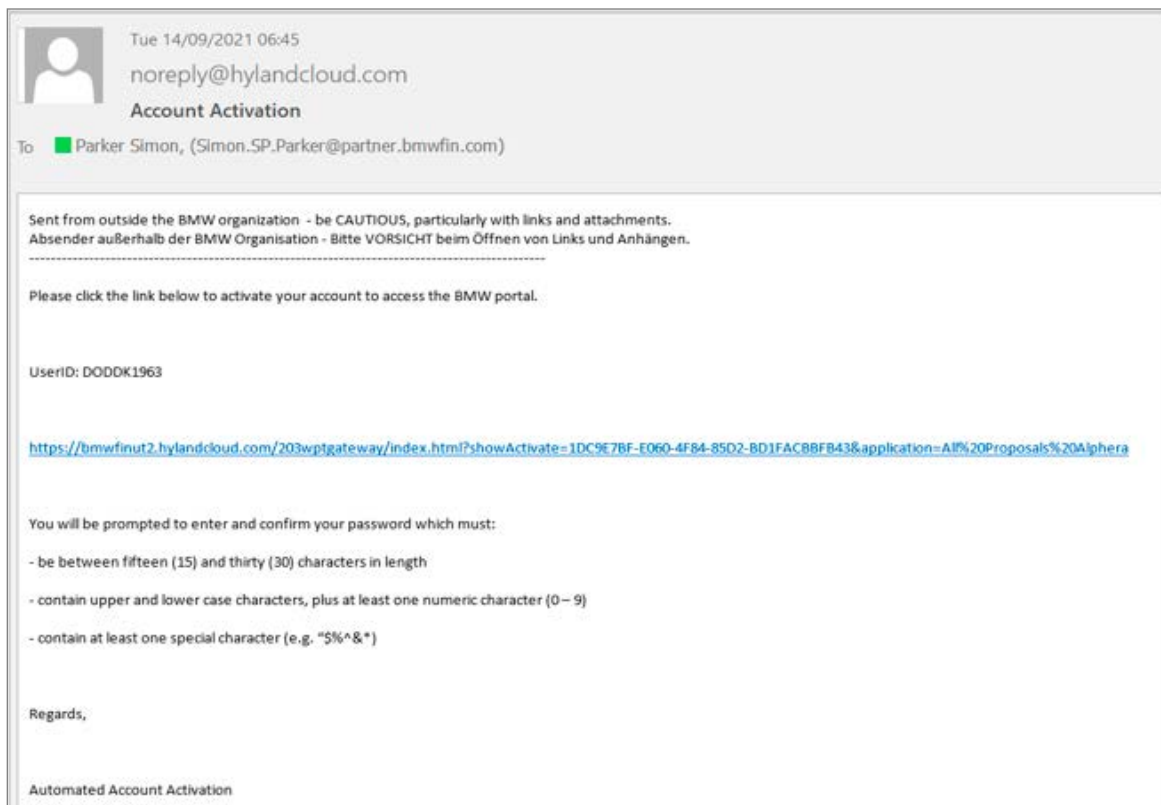 Tue 14/09/2021 06:45
noreply@hylandcloud.com
Account Activation
To Parker Simon, (Simon.SP.Parker@partner.bmwfin.com)
Sent from outside the BMW organization - be CAUTIOUS, particularly with links and attachments.
Absender außerhalb der BMW Organisation - Bitte VORSICHT beim Öffnen von Links und Anhängen.
------------------------------------------------------------------------------------------------
Please click the link below to activate your account to access the BMW portal.
UserID: DODDK1963
https://bmwfinut2.hylandcloud.com/203wptgateway/index.html?showActivate=1DC9E7BF-E060-4F84-85D2-BD1FACBBFB43&application=Alf%20Proposals%20Alphera
You will be prompted to enter and confirm your password which must:
- be between fifteen (15) and thirty (30) characters in length
- contain upper and lower case characters, plus at least one numeric character (0 – 9)
- contain at least one special character (e.g. "$%^&*)
Regards,
Automated Account Activation